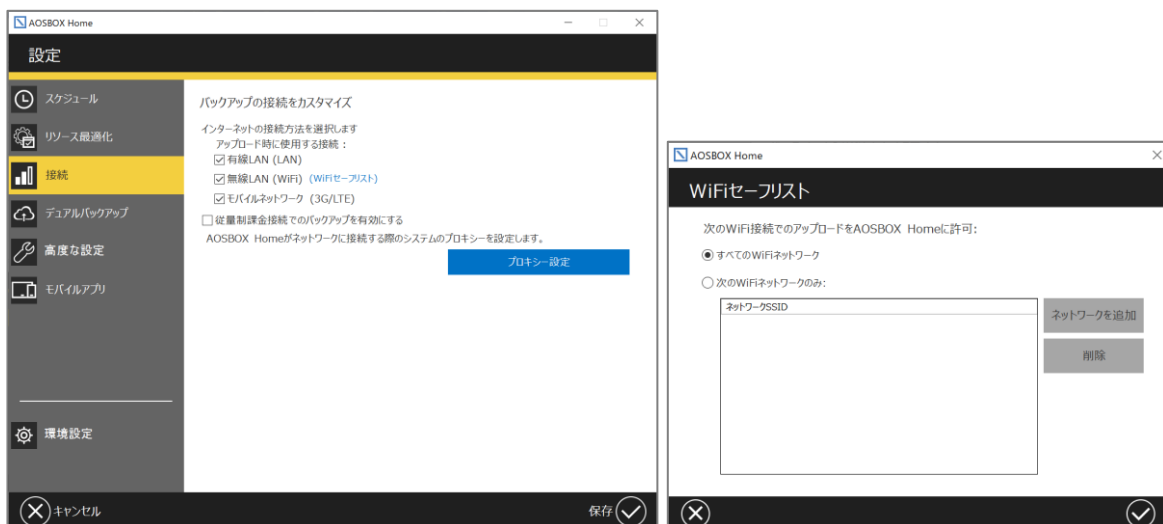 AOSBOX Home
設定
スケジュール
リソース最適化
接続
デュアルバックアップ
高度な設定
モバイルアプリ
環境設定
バックアップの接続をカスタマイズ
インターネットの接続方法を選択します
アップロード時に使用する接続：
有線LAN (LAN)
無線LAN (WiFi) (WiFiセーフリスト)
モバイルネットワーク (3G/LTE)
従量制課金接続でのバックアップを有効にする
AOSBOX Homeがネットワークに接続する際のシステムのプロキシーを設定します。
プロキシー設定
キャンセル
保存
AOSBOX Home
WiFiセーフリスト
次のWiFi接続でのアップロードをAOSBOX Homeに許可:
すべてのWiFiネットワーク
次のWiFiネットワークのみ:
ネットワークSSID
ネットワークを追加
削除